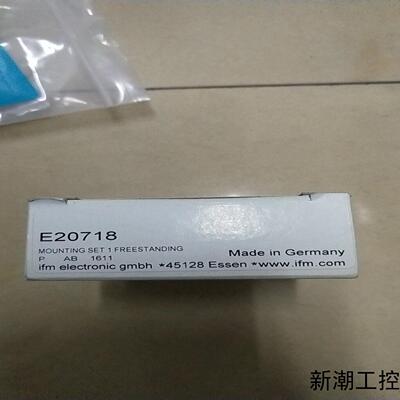 E20718
MOUNTING SET 1 FREESTANDING
P AB 1611
Made in Germany
ifm electronic gmbh *45128 Essen *www.ifm.com
新潮工控